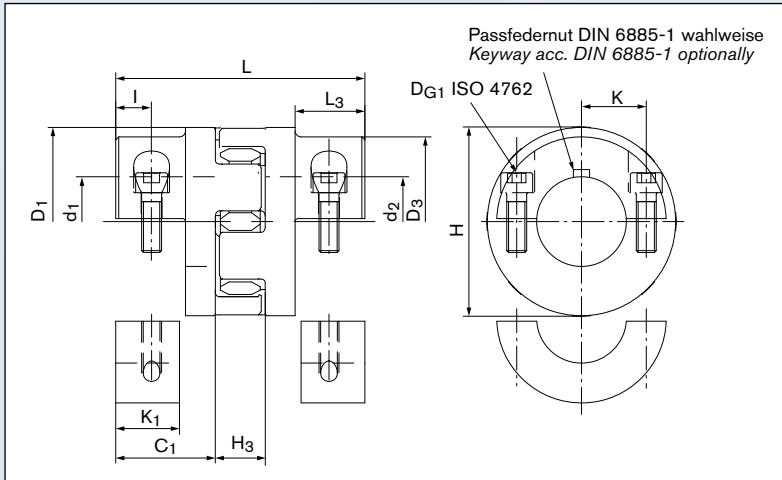 Passfedernut DIN 6885-1 wahlweise
Keyway acc. DIN 6885-1 optionally
L
DG1 ISO 4762
K
I
L3
D1
d1
d2
D3
H
K1
C1
H3